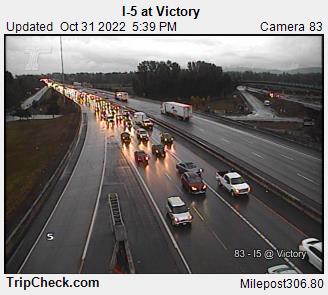 I-5 at Victory
Updated Oct 31 2022 5:39 PM Camera 83
S
83 - I5 @ Victory
TripCheck.com Milepost306.80